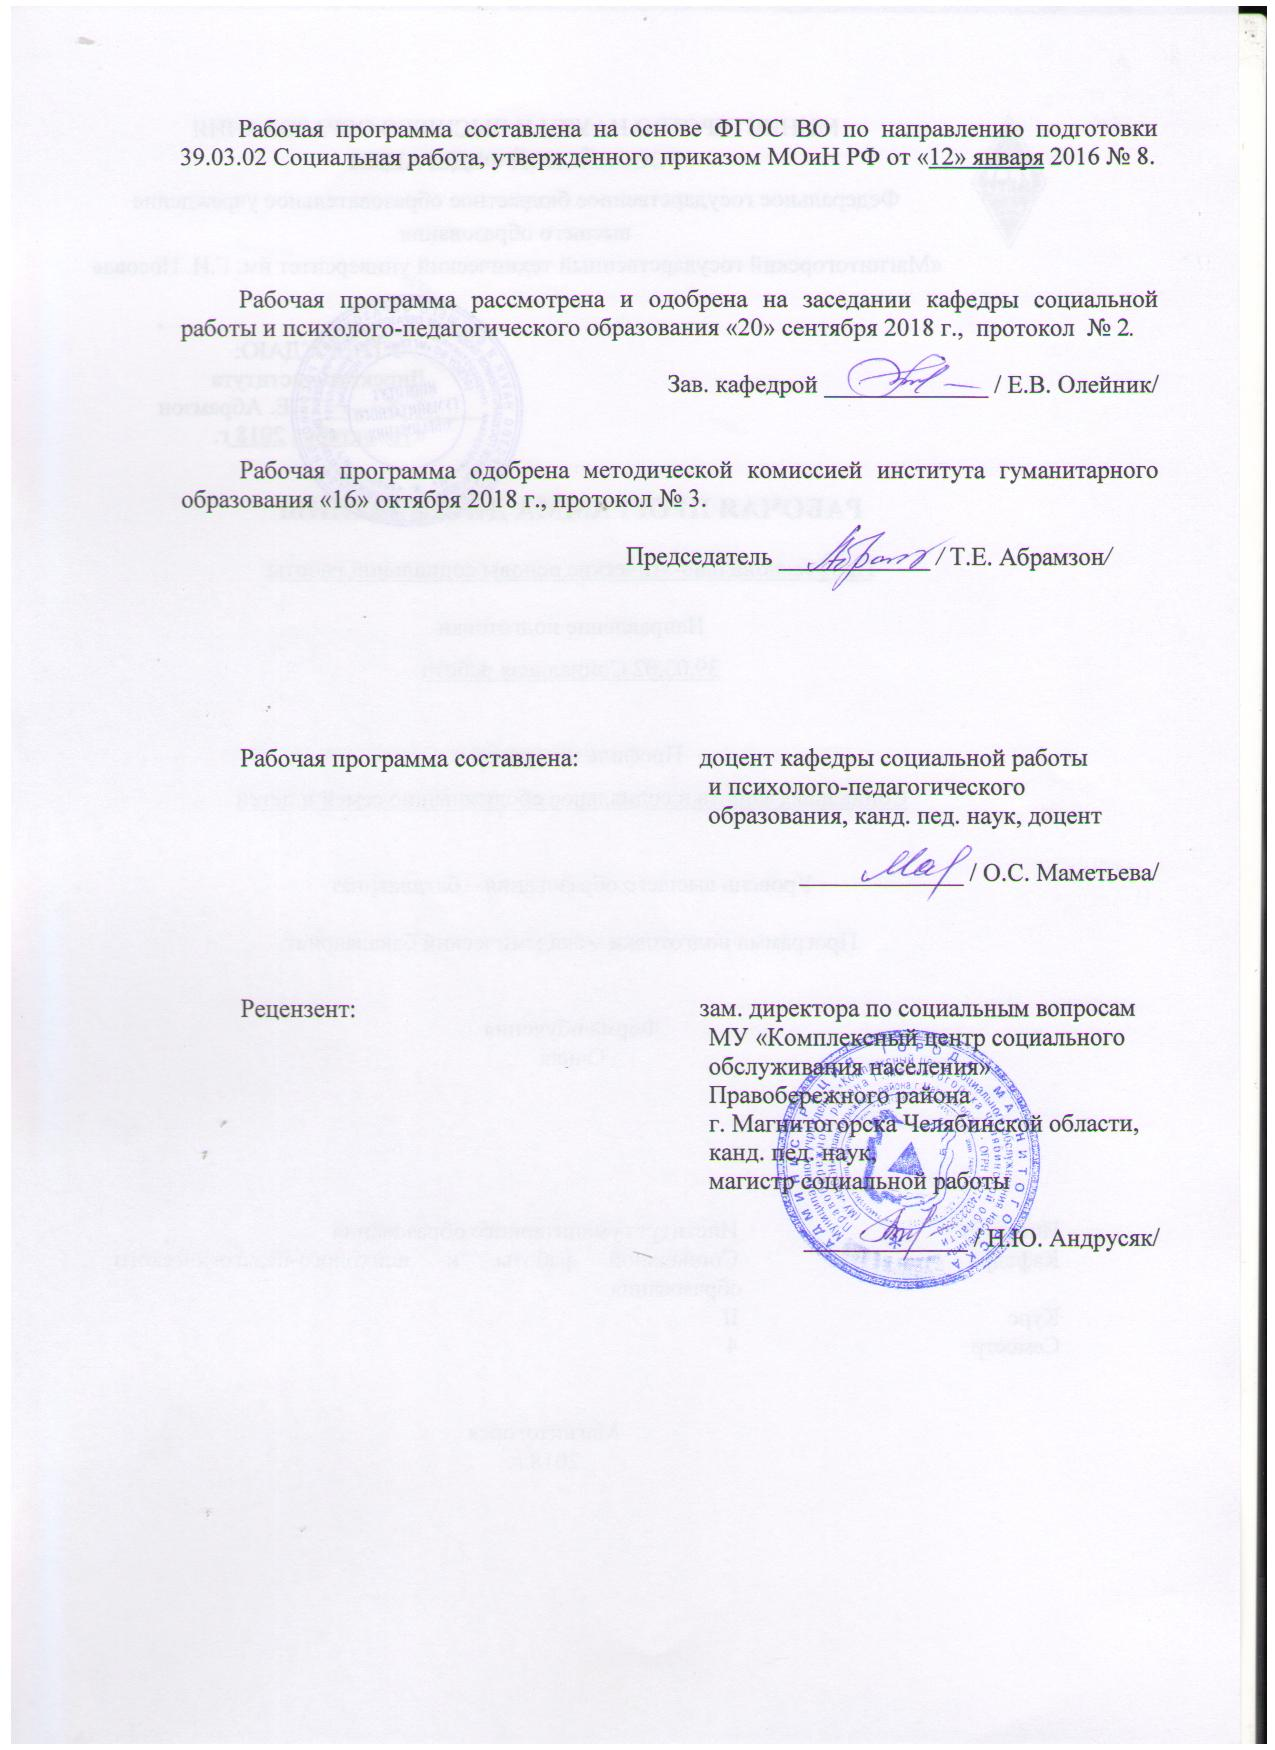 Рабочая программа составлена на основе ФГОС ВО по направлению подготовки
39.03.02 Социальная работа, утвержденного приказом МОиН РФ от «12» января 2016 № 8.
Рабочая программа рассмотрена и одобрена на заседании кафедры социальной
работы и психолого-педагогического образования «20» сентября 2018 г., протокол № 2.
Зав. кафедрой / Е.В. Олейник/
Рабочая программа одобрена методической комиссией института гуманитарного
образования «16» октября 2018 г., протокол № 3.
Председатель / Т.Е. Абрамзон/
Рабочая программа составлена: доцент кафедры социальной работы
и психолого-педагогического
образования, канд. пед. наук, доцент
/ О.С. Маметьева/
Рецензент: зам. директора по социальным вопросам
МУ «Комплексный центр социального
обслуживания населения»
Правобережного района
г. Магнитогорска Челябинской области,
канд. пед. наук,
магистр социальной работы
/ Н.Ю. Андрусяк/
АДМИНИСТРАЦИЯ ГОРОДА МАГНИТОГОРСКА